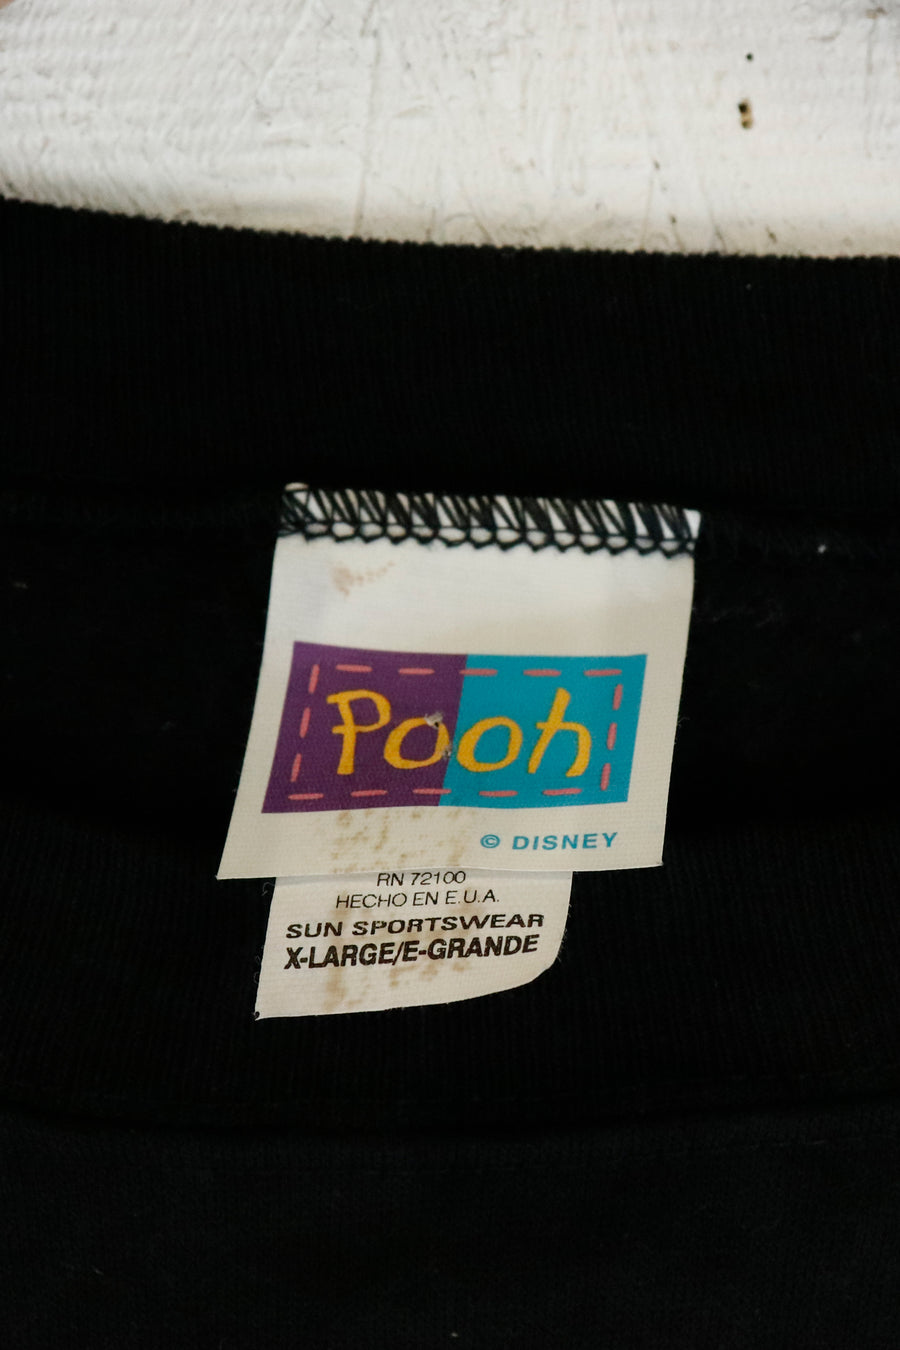 Pooh
© DISNEY
RN 72100
HECHO EN E.U.A.
SUN SPORTSWEAR
X-LARGE/E-GRANDE